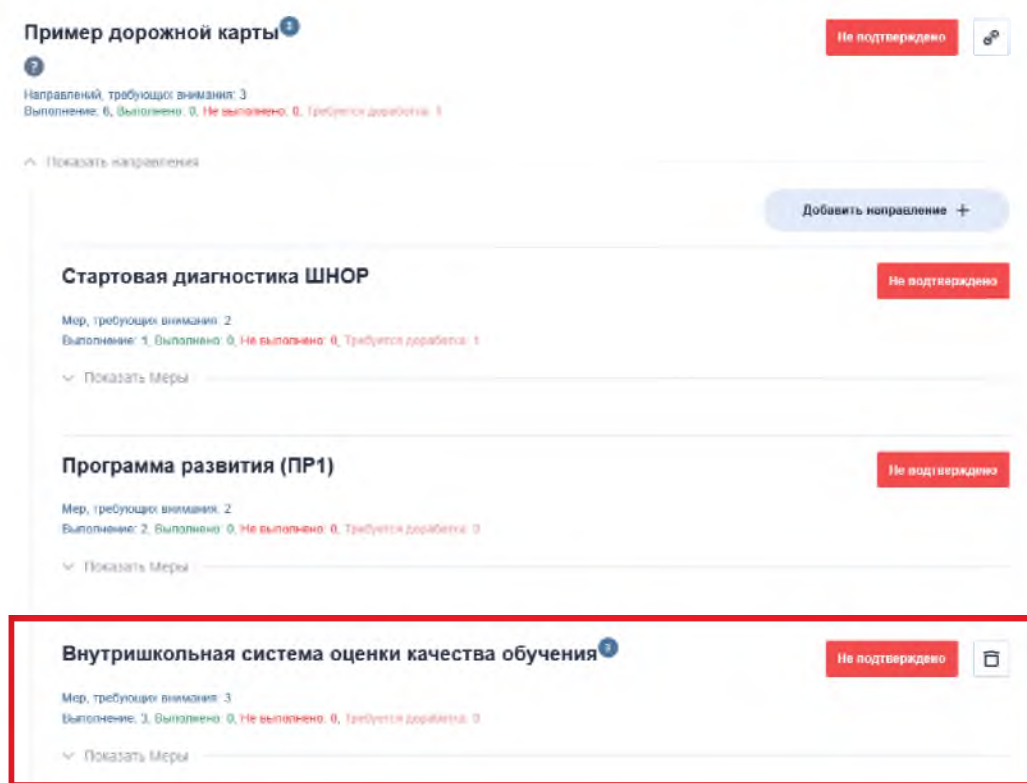 Пример дорожной карты
Не подтверждено
?
Направлений, требующих внимания: 3
Выполнение: 6, Выполнено: 0, Не выполнено: 0, Требуется доработка: 1
Показать направления
Добавить направление +
Стартовая диагностика ШНОР
Не подтверждено
Мер, требующих внимания: 2
Выполнение: 1, Выполнено: 0, Не выполнено: 0, Требуется доработка: 1
Показать Меры
Программа развития (ПР1)
Не подтверждено
Мер, требующих внимания: 2
Выполнение: 2, Выполнено: 0, Не выполнено: 0, Требуется доработка: 0
Показать Меры
Внутришкольная система оценки качества обучения
Не подтверждено
Мер, требующих внимания: 3
Выполнение: 3, Выполнено: 0, Не выполнено: 0, Требуется доработка: 0
Показать Меры